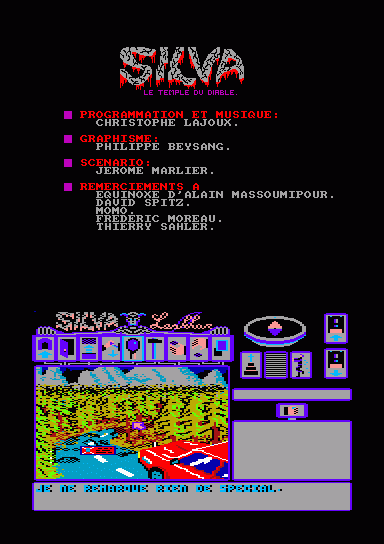 SILVA
LE TEMPLE DU DIABLE.
PROGRAMMATION ET MUSIQUE:
CHRISTOPHE LAJOUX.
GRAPHISME:
PHILIPPE BEYSANG.
SCENARIO:
JEROME MARLIER.
REMERCIEMENTS A
EQUINOXE D'ALAIN MASSOUMIPOUR.
DAVID SPITZ.
MOMO.
FREDERIC MOREAU.
THIERRY SAHLER.
SILVA
JE NE REMARQUE RIEN DE SPECIAL.